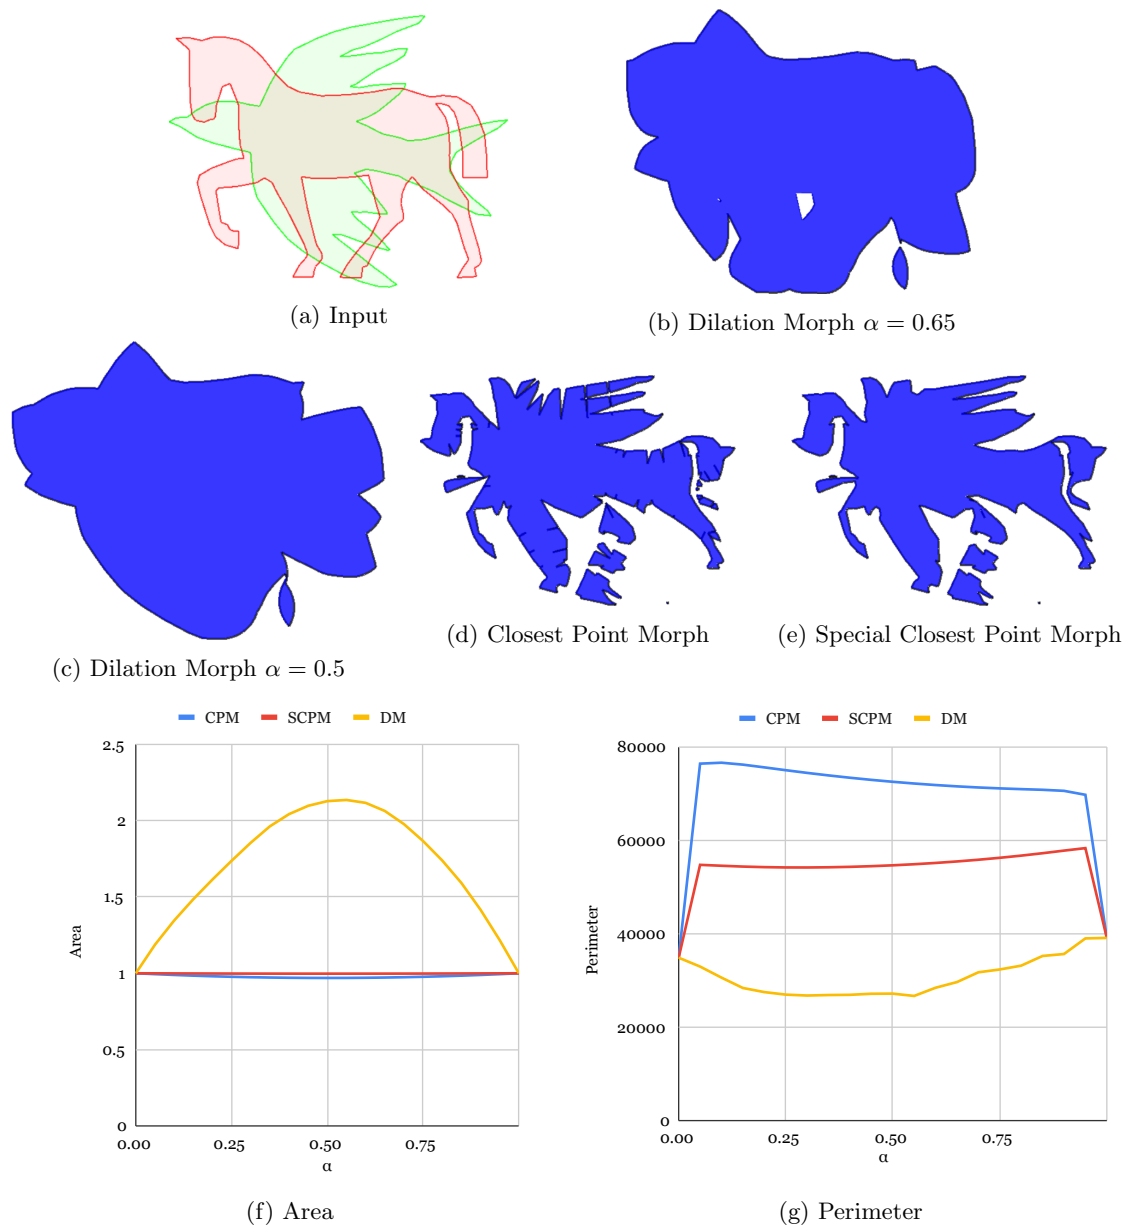 (a) Input
(b) Dilation Morph α = 0.65
(d) Closest Point Morph
(e) Special Closest Point Morph
(c) Dilation Morph α = 0.5
CPM SCPM DM
2.5
2
1.5
1
0.5
0
0.00 0.25 0.50 0.75
Area
α
(f) Area
CPM SCPM DM
80000
60000
40000
20000
0
0.00 0.25 0.50 0.75
Perimeter
α
(g) Perimeter